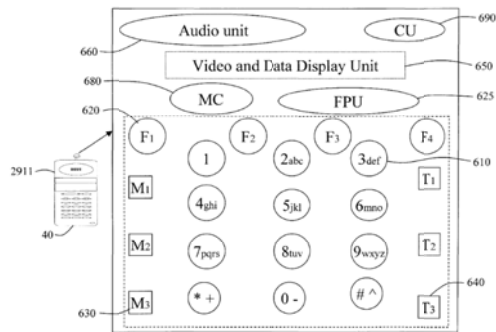 690
Audio unit CU
660
Video and Data Display Unit 650
680 625
MC FPU
620
F1 F2 F3 F4
1 2abc 3def 610
2911
M1 T1
4ghi 5jkl 6mno
40
M2 T2
7pqrs 8tuv 9wxyz
640
630 M3 * + 0 - # ^ T3